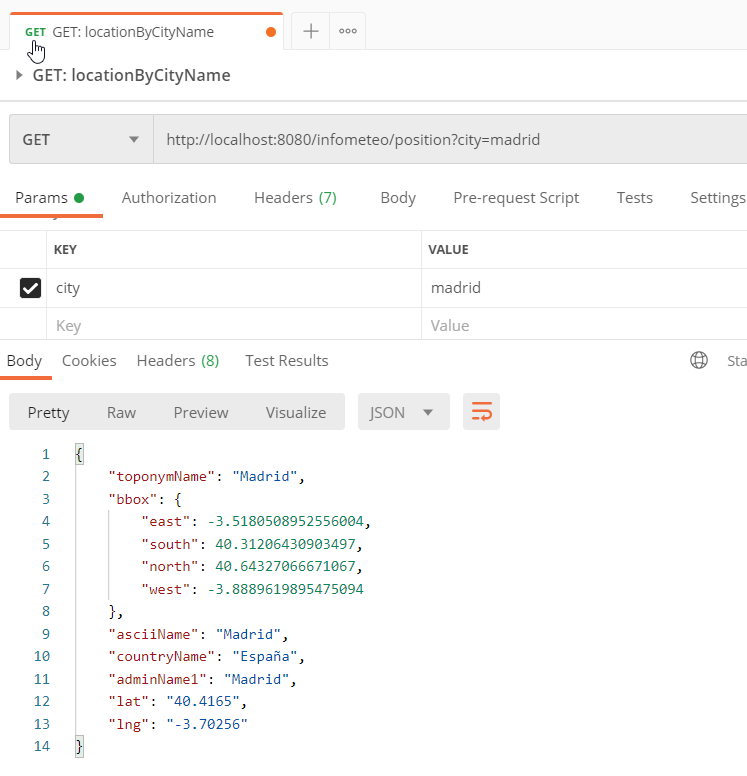 GET GET: locationByCityName
GET: locationByCityName
GET http://localhost:8080/infometeo/position?city=madrid
Params Authorization Headers (7) Body Pre-request Script Tests Settings
KEY VALUE
city madrid
Key Value
Body Cookies Headers (8) Test Results Sta
Pretty Raw Preview Visualize JSON
1 {
2 "toponymName": "Madrid",
3 "bbox": {
4 "east": -3.5180508952556004,
5 "south": 40.31206430903497,
6 "north": 40.64327066671067,
7 "west": -3.8889619895475094
8 },
9 "asciiName": "Madrid",
10 "countryName": "España",
11 "adminName1": "Madrid",
12 "lat": "40.4165",
13 "lng": "-3.70256"
14 }